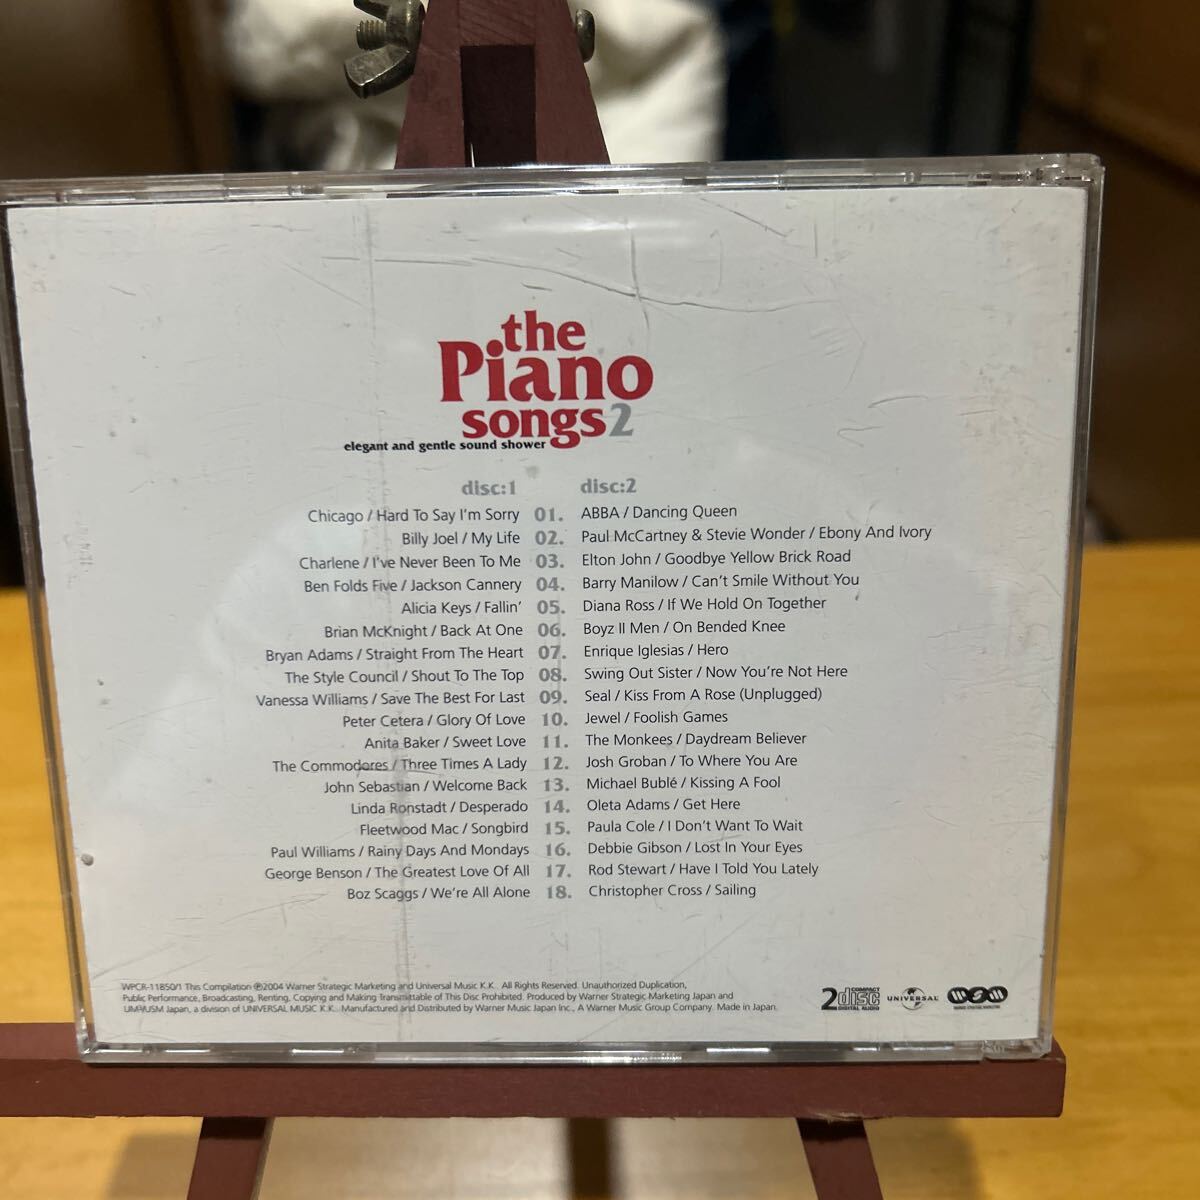 the
Piano
songs2
elegant and gentle sound shower
disc:1 disc:2
Chicago / Hard To Say I'm Sorry 01. ABBA / Dancing Queen
Billy Joel / My Life 02. Paul McCartney & Stevie Wonder / Ebony And Ivory
Charlene / I've Never Been To Me 03. Elton John / Goodbye Yellow Brick Road
Ben Folds Five / Jackson Cannery 04. Barry Manilow / Can't Smile Without You
Alicia Keys / Fallin' 05. Diana Ross / If We Hold On Together
Brian McKnight / Back At One 06. Boyz II Men / On Bended Knee
Bryan Adams / Straight From The Heart 07. Enrique Iglesias / Hero
The Style Council / Shout To The Top 08. Swing Out Sister / Now You're Not Here
Vanessa Williams / Save The Best For Last 09. Seal / Kiss From A Rose (Unplugged)
Peter Cetera / Glory Of Love 10. Jewel / Foolish Games
Anita Baker / Sweet Love 11. The Monkees / Daydream Believer
The Commodores / Three Times A Lady 12. Josh Groban / To Where You Are
John Sebastian / Welcome Back 13. Michael Bublé / Kissing A Fool
Linda Ronstadt / Desperado 14. Oleta Adams / Get Here
Fleetwood Mac / Songbird 15. Paula Cole / I Don't Want To Wait
Paul Williams / Rainy Days And Mondays 16. Debbie Gibson / Lost In Your Eyes
George Benson / The Greatest Love Of All 17. Rod Stewart / Have I Told You Lately
Boz Scaggs / We're All Alone 18. Christopher Cross / Sailing
WPCR-11850/1 This Compilation ℗2004 Warner Strategic Marketing and Universal Music K.K. All Rights Reserved. Unauthorized Duplication,
Public Performance, Broadcasting, Renting, Copying and Making Transmittable of This Disc Prohibited. Produced by Warner Strategic Marketing Japan and
UM³/USM Japan, a division of UNIVERSAL MUSIC K.K. Manufactured and Distributed by Warner Music Japan Inc., A Warner Music Group Company. Made in Japan.
2 COMPACT disc DIGITAL AUDIO
UNIVERSAL
WSM